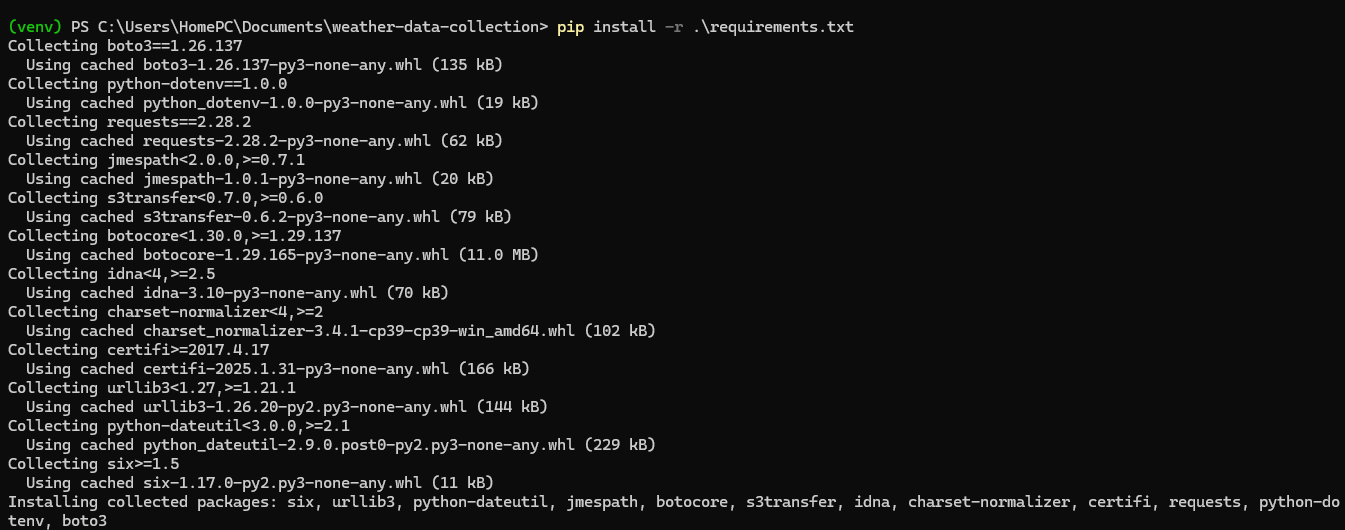 (venv) PS C:\Users\HomePC\Documents\weather-data-collection> pip install -r .\requirements.txt
Collecting boto3==1.26.137
  Using cached boto3-1.26.137-py3-none-any.whl (135 kB)
Collecting python-dotenv==1.0.0
  Using cached python_dotenv-1.0.0-py3-none-any.whl (19 kB)
Collecting requests==2.28.2
  Using cached requests-2.28.2-py3-none-any.whl (62 kB)
Collecting jmespath<2.0.0,>=0.7.1
  Using cached jmespath-1.0.1-py3-none-any.whl (20 kB)
Collecting s3transfer<0.7.0,>=0.6.0
  Using cached s3transfer-0.6.2-py3-none-any.whl (79 kB)
Collecting botocore<1.30.0,>=1.29.137
  Using cached botocore-1.29.165-py3-none-any.whl (11.0 MB)
Collecting idna<4,>=2.5
  Using cached idna-3.10-py3-none-any.whl (70 kB)
Collecting charset-normalizer<4,>=2
  Using cached charset_normalizer-3.4.1-cp39-cp39-win_amd64.whl (102 kB)
Collecting certifi>=2017.4.17
  Using cached certifi-2025.1.31-py3-none-any.whl (166 kB)
Collecting urllib3<1.27,>=1.21.1
  Using cached urllib3-1.26.20-py2.py3-none-any.whl (144 kB)
Collecting python-dateutil<3.0.0,>=2.1
  Using cached python_dateutil-2.9.0.post0-py2.py3-none-any.whl (229 kB)
Collecting six>=1.5
  Using cached six-1.17.0-py2.py3-none-any.whl (11 kB)
Installing collected packages: six, urllib3, python-dateutil, jmespath, botocore, s3transfer, idna, charset-normalizer, certifi, requests, python-do
tenv, boto3